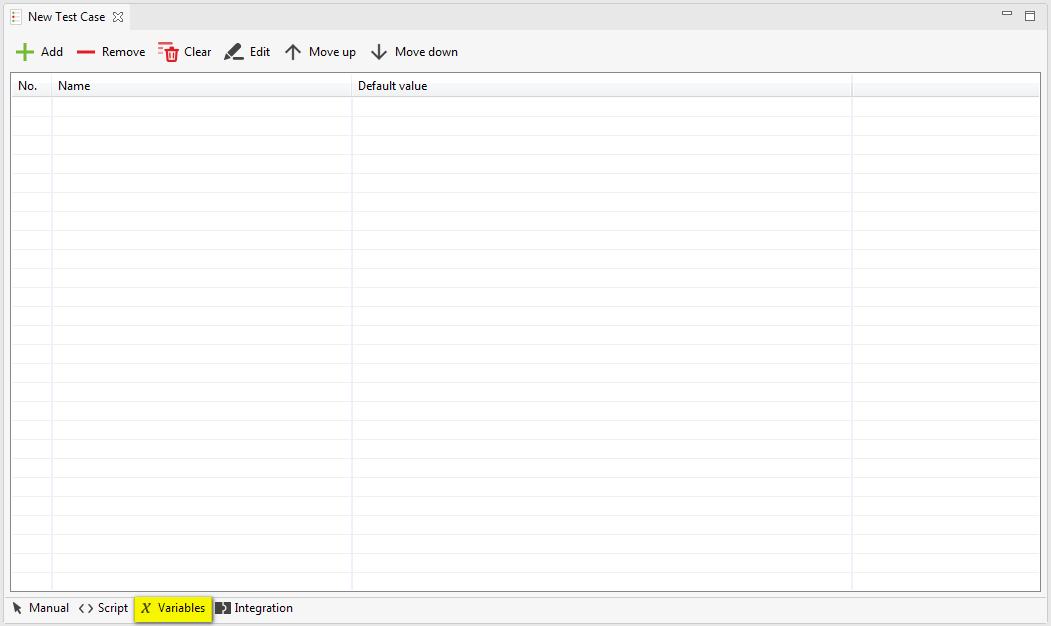 New Test Case
Add Remove Clear Edit Move up Move down
No. Name Default value
Manual Script X Variables Integration